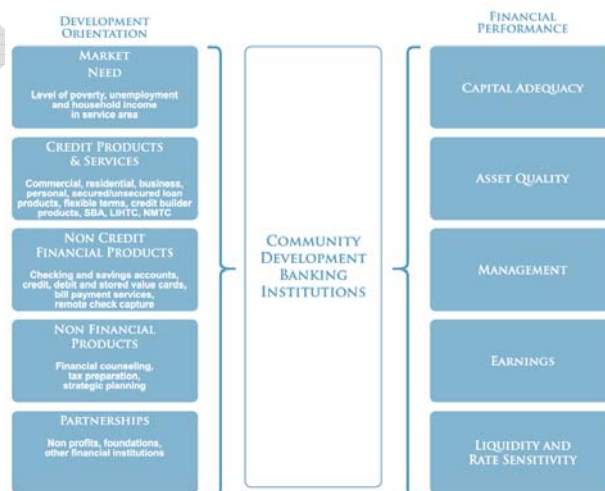 DEVELOPMENT
ORIENTATION
MARKET
NEED
Level of poverty, unemployment
and household income
in service area
CREDIT PRODUCTS
& SERVICES
Commercial, residential, business,
personal, secured/unsecured loan
products, flexible terms, credit builder
products, SBA, LIHTC, NMTC
NON CREDIT
FINANCIAL PRODUCTS
Checking and savings accounts,
credit, debit and stored value cards,
bill payment services,
remote check capture
NON FINANCIAL
PRODUCTS
Financial counseling,
tax preparation,
strategic planning
PARTNERSHIPS
Non profits, foundations,
other financial institutions
COMMUNITY
DEVELOPMENT
BANKING
INSTITUTIONS
FINANCIAL
PERFORMANCE
CAPITAL ADEQUACY
ASSET QUALITY
MANAGEMENT
EARNINGS
LIQUIDITY AND
RATE SENSITIVITY